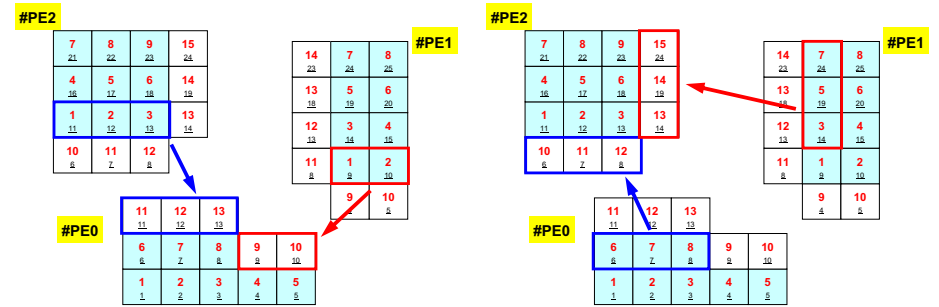 #PE2
7 8 9 15
21 22 23 24
4 5 6 14
16 17 18 19
1 2 3 13
11 12 13 14
10 11 12
6 7 8
#PE1
14 7 8
23 24 25
13 5 6
18 19 20
12 3 4
13 14 15
11 1 2
8 9 10
9 10
4 5
#PE0
11 12 13
11 12 13
6 7 8 9 10
6 7 8 9 10
1 2 3 4 5
1 2 3 4 5
#PE2
7 8 9 15
21 22 23 24
4 5 6 14
16 17 18 19
1 2 3 13
11 12 13 14
10 11 12
6 7 8
#PE1
14 7 8
23 24 25
13 5 6
18 19 20
12 3 4
13 14 15
11 1 2
8 9 10
9 10
4 5
#PE0
11 12 13
11 12 13
6 7 8 9 10
6 7 8 9 10
1 2 3 4 5
1 2 3 4 5